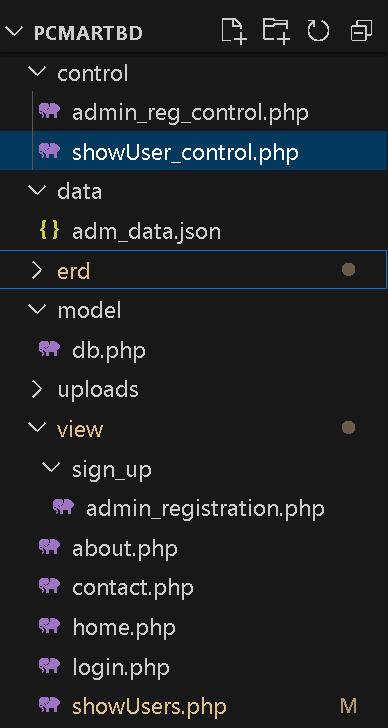 PCMARTBD
control
admin_reg_control.php
showUser_control.php
data
{} adm_data.json
erd
model
db.php
uploads
view
sign_up
admin_registration.php
about.php
contact.php
home.php
login.php
showUsers.php M